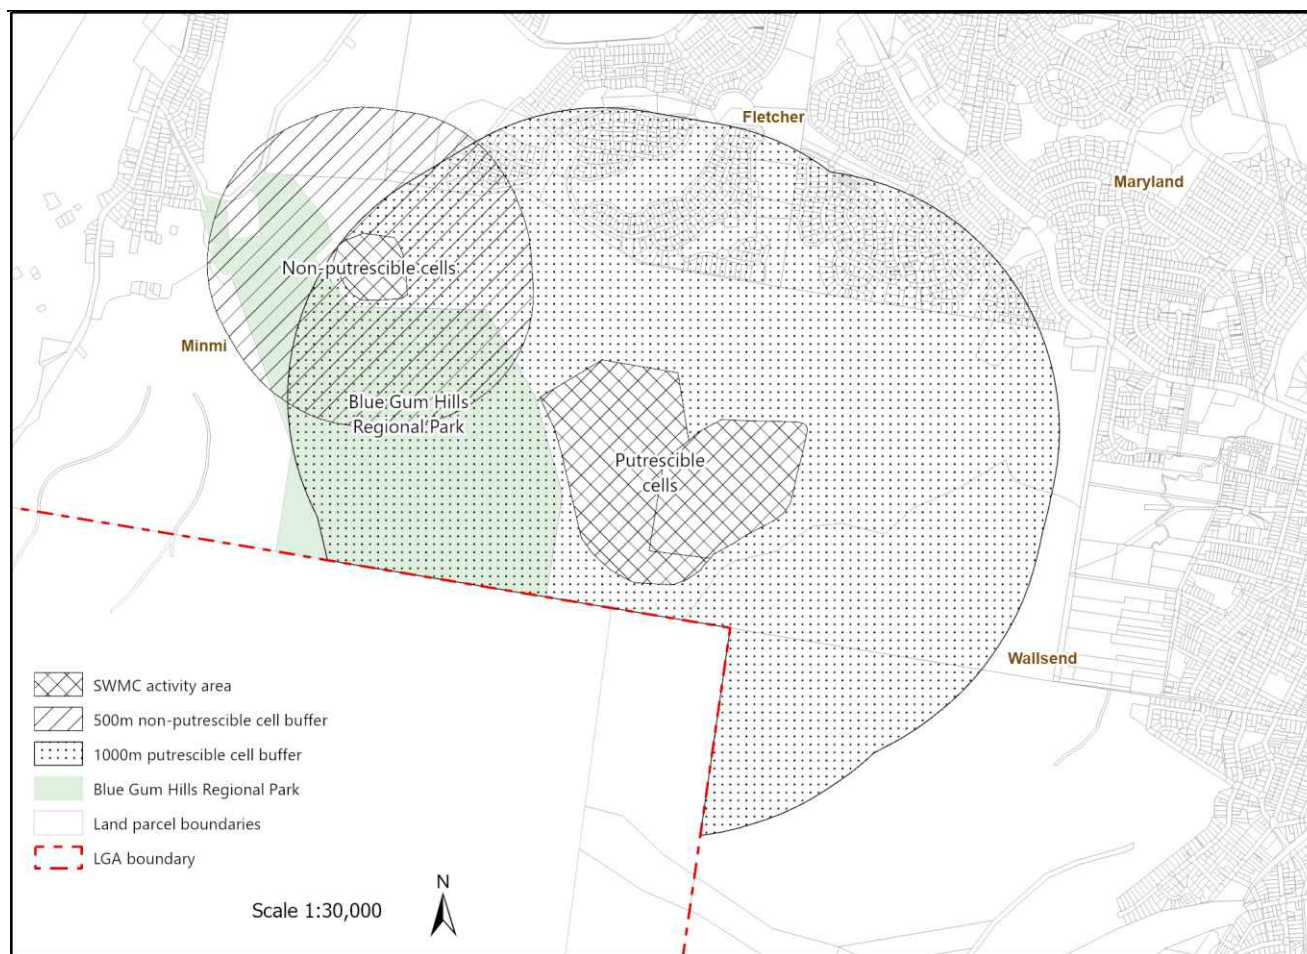 Fletcher
Maryland
Non-putrescible cells
Minmi
Blue Gum Hills
Regional Park
Putrescible
cells
Wallsend
SWMC activity area
500m non-putrescible cell buffer
1000m putrescible cell buffer
Blue Gum Hills Regional Park
Land parcel boundaries
LGA boundary
N
Scale 1:30,000